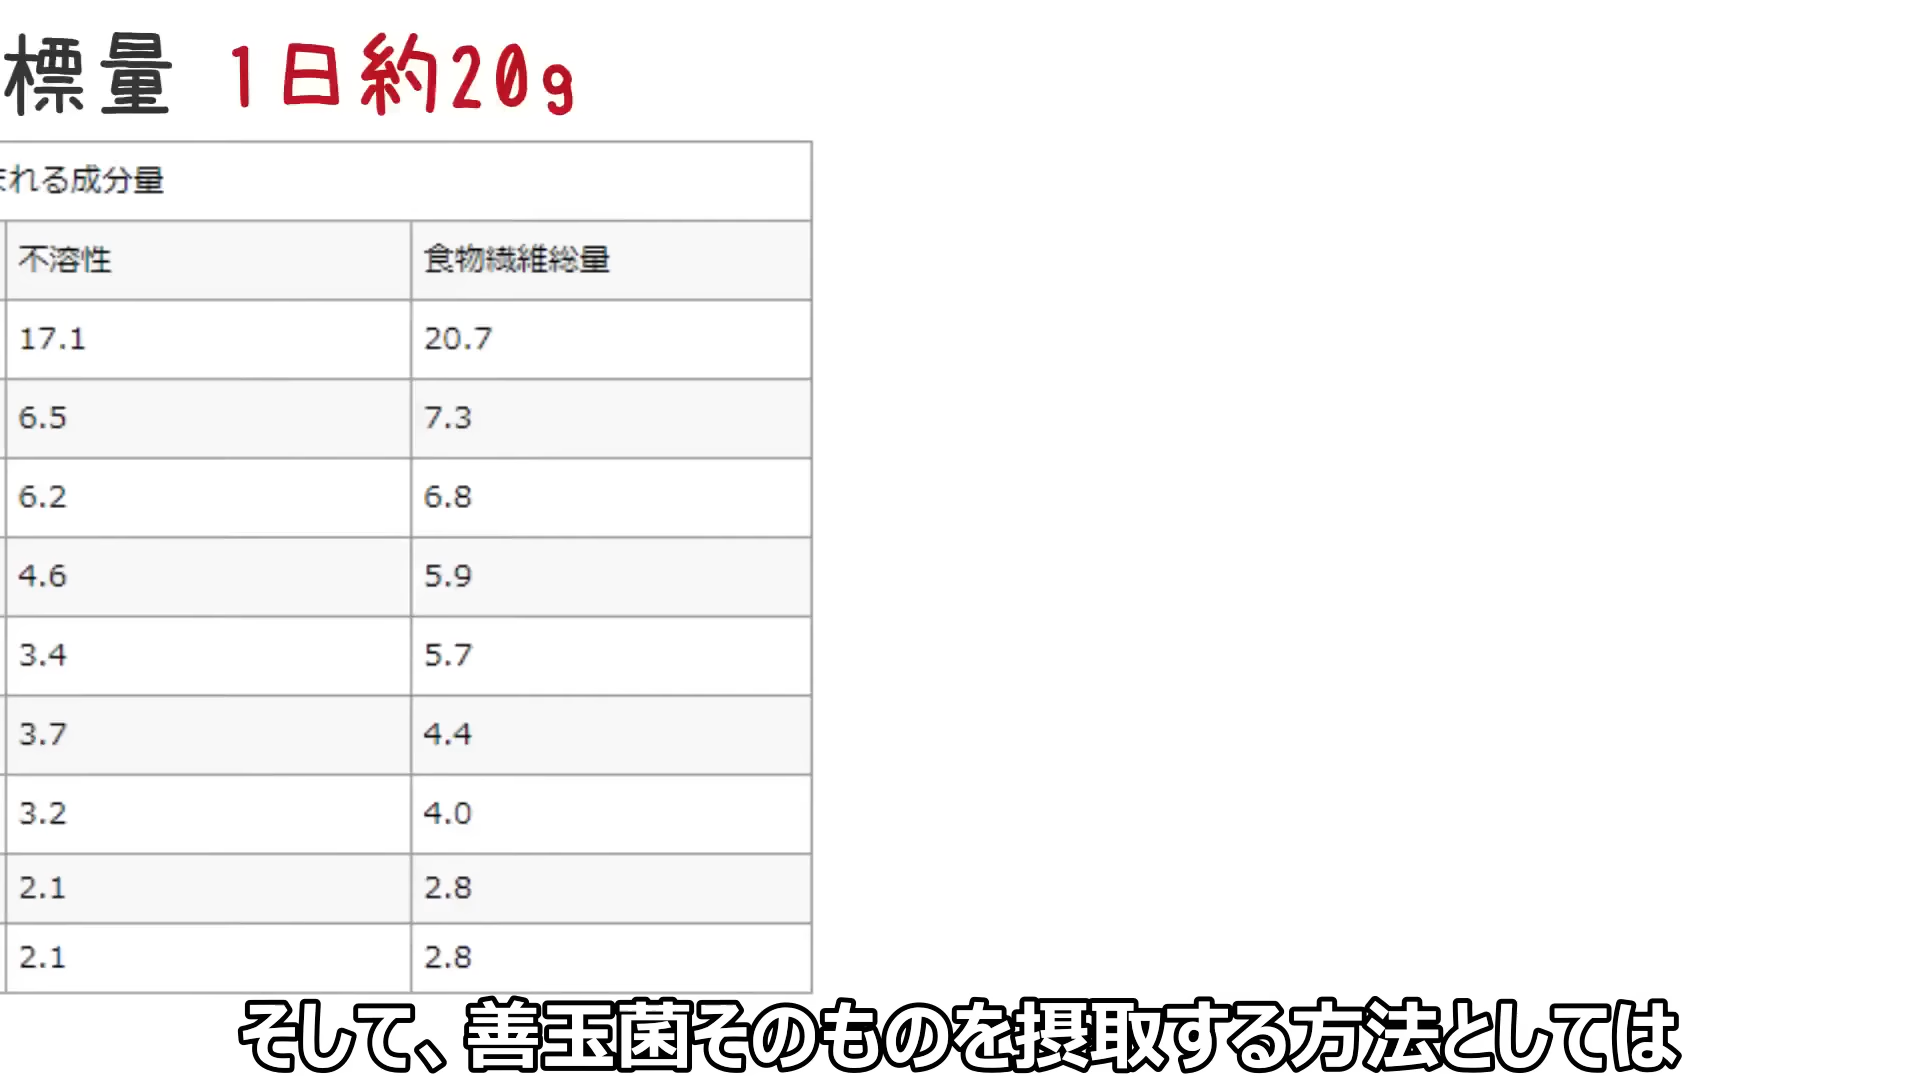 標量 1日約20g
れる成分量
不溶性 食物繊維総量
17.1 20.7
6.5 7.3
6.2 6.8
4.6 5.9
3.4 5.7
3.7 4.4
3.2 4.0
2.1 2.8
2.1 2.8
そして、善玉菌そのものを摂取する方法としては